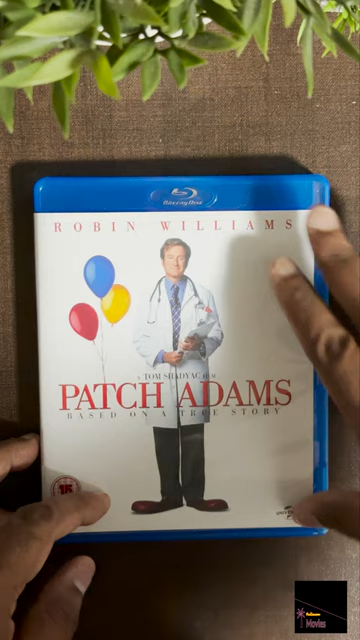 Blu-ray Disc
ROBIN WILLIAMS
A TOM SHADYAC FILM
PATCH ADAMS
BASED ON A TRUE STORY
15
Movies